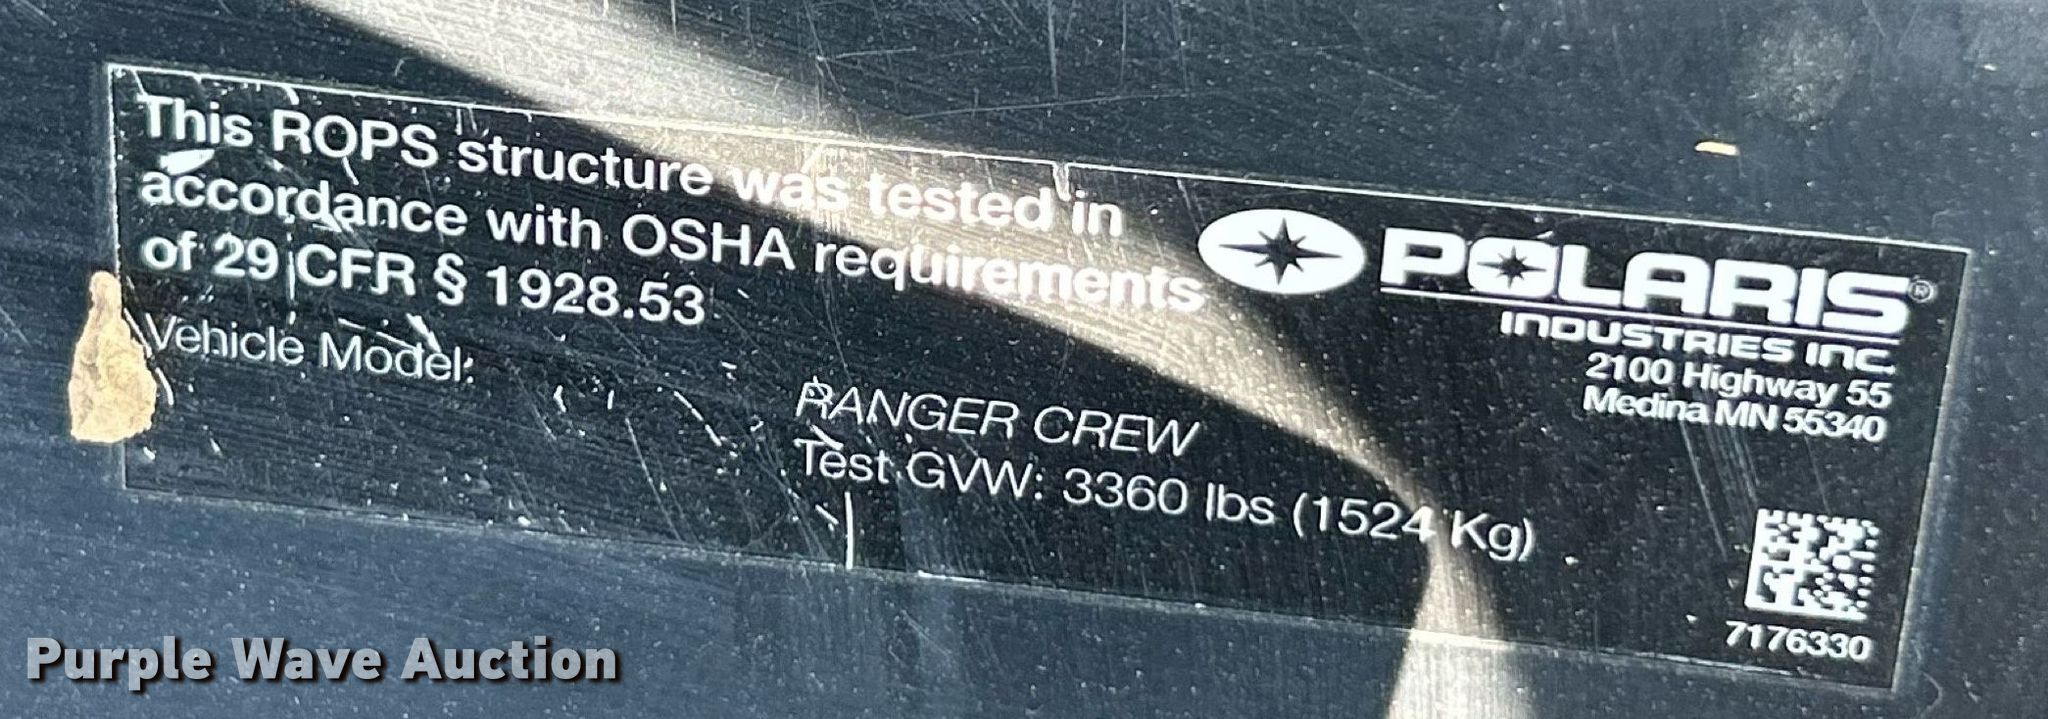 This ROPS structure was tested in
accordance with OSHA requirements
of 29 CFR § 1928.53
Vehicle Model:
RANGER CREW
Test GVW: 3360 lbs (1524 Kg)
POLARIS®
INDUSTRIES INC.
2100 Highway 55
Medina MN 55340
7176330
Purple Wave Auction